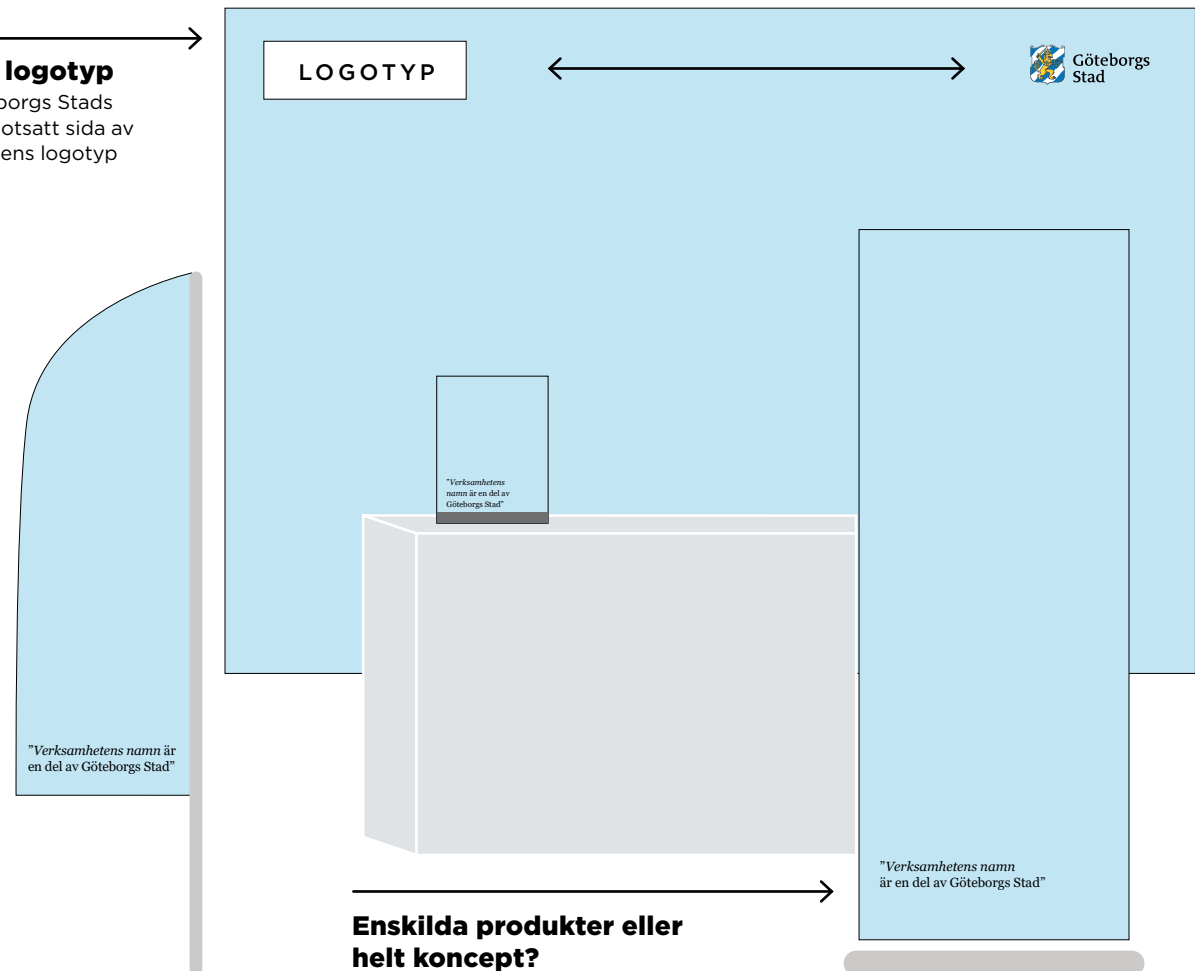 logotyp
otsatt sida av
ens logotyp
LOGOTYP
Göteborgs
Stad
"Verksamhetens
namn är en del av
Göteborgs Stad"
"Verksamhetens namn är
en del av Göteborgs Stad"
"Verksamhetens namn
är en del av Göteborgs Stad"
Enskilda produkter eller
helt koncept?